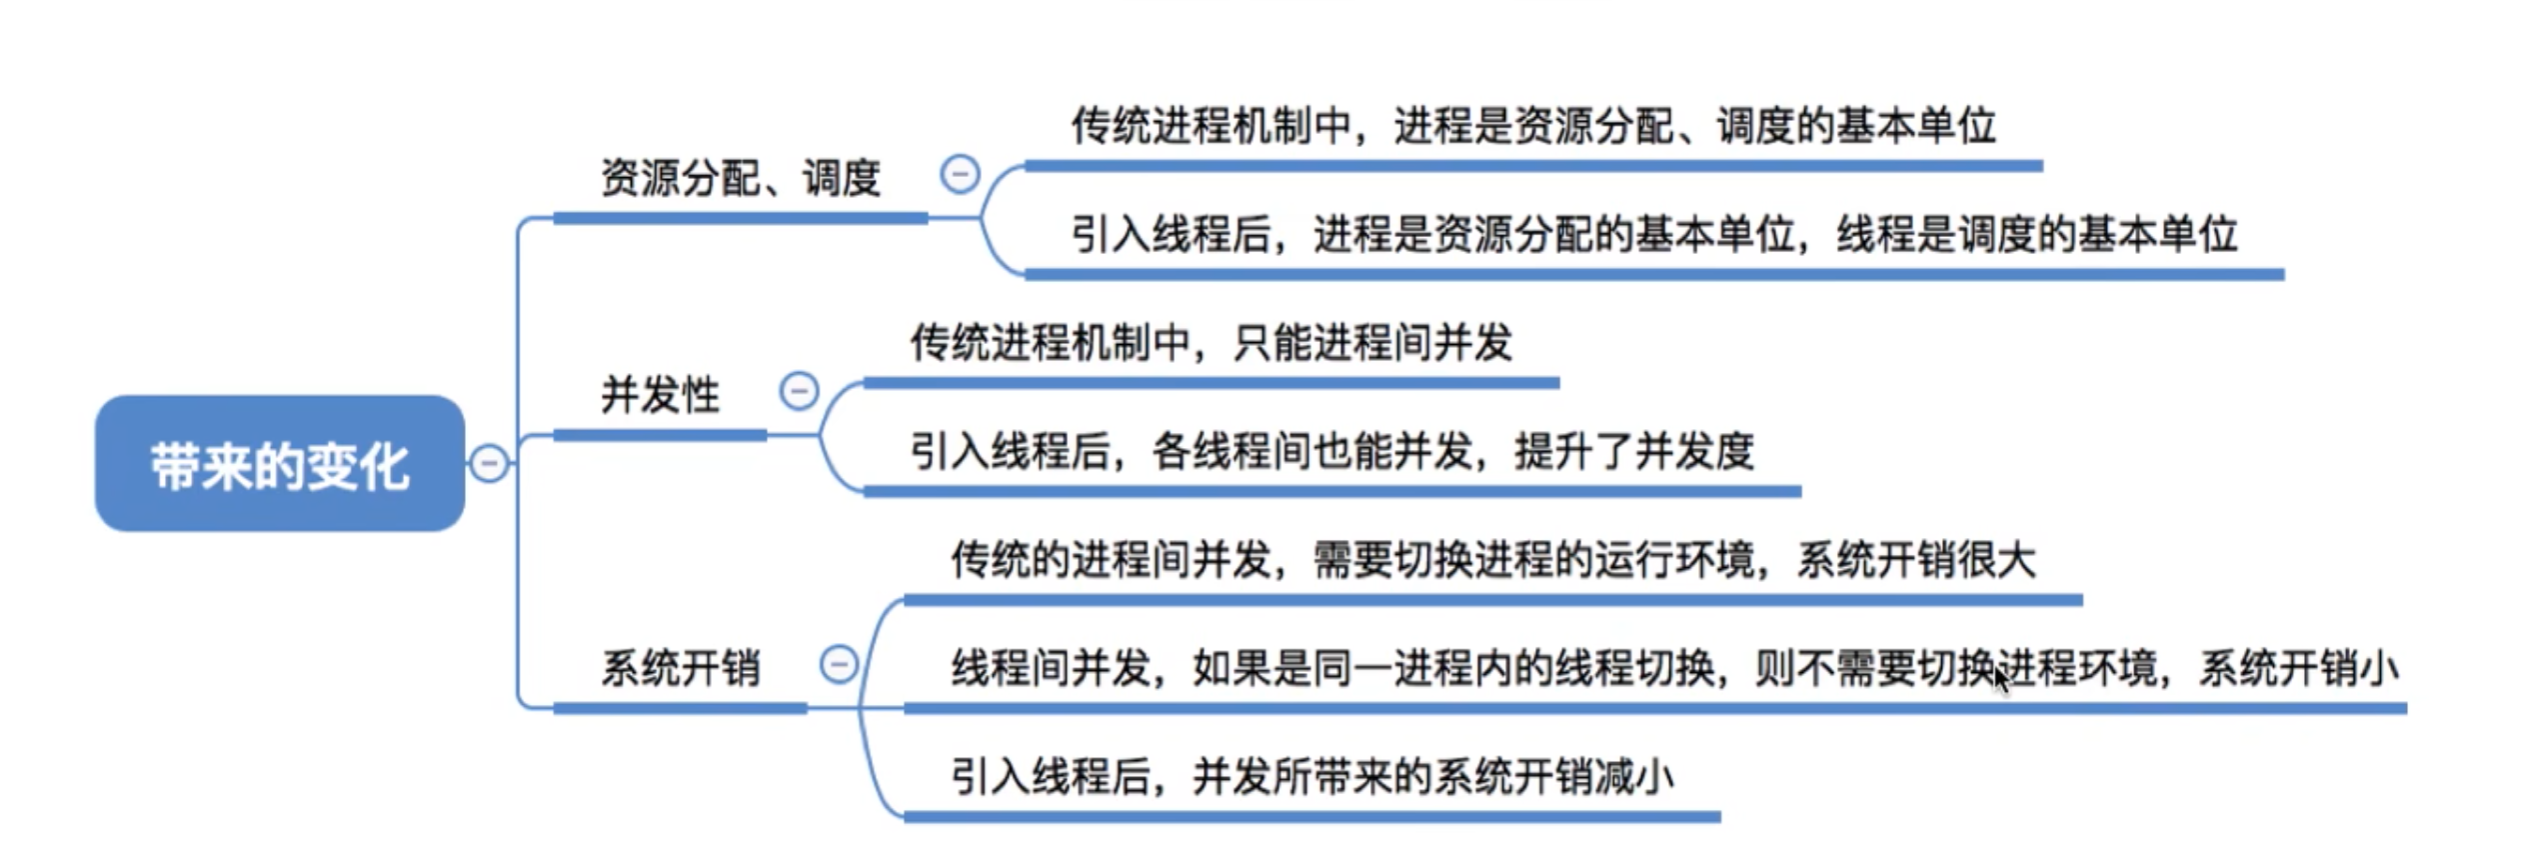 带来的变化
资源分配、调度
传统进程机制中，进程是资源分配、调度的基本单位
引入线程后，进程是资源分配的基本单位，线程是调度的基本单位
并发性
传统进程机制中，只能进程间并发
引入线程后，各线程间也能并发，提升了并发度
系统开销
传统的进程间并发，需要切换进程的运行环境，系统开销很大
线程间并发，如果是同一进程内的线程切换，则不需要切换进程环境，系统开销小
引入线程后，并发所带来的系统开销减小